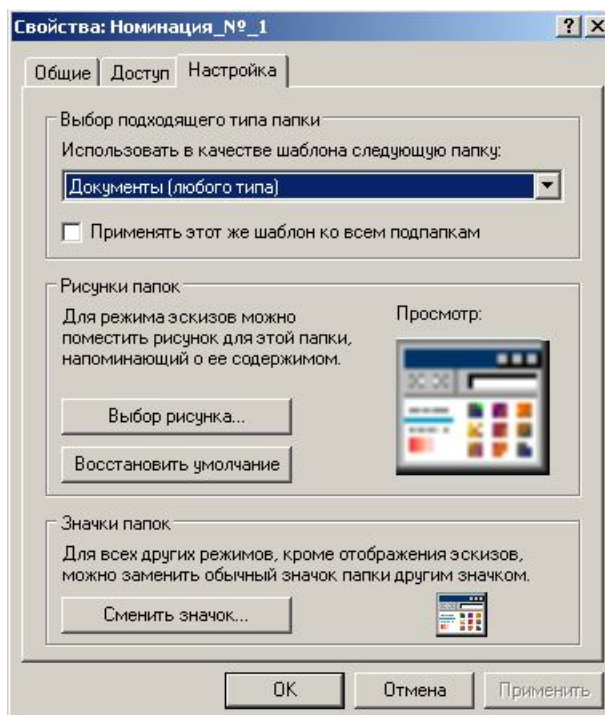 Свойства: Номинация_№_1
Общие Доступ Настройка
Выбор подходящего типа папки
Использовать в качестве шаблона следующую папку:
Документы (любого типа)
Применять этот же шаблон ко всем подпапкам
Рисунки папок
Для режима эскизов можно
поместить рисунок для этой папки,
напоминающий о ее содержимом.
Просмотр:
Выбор рисунка...
Восстановить умолчание
Значки папок
Для всех других режимов, кроме отображения эскизов,
можно заменить обычный значок папки другим значком.
Сменить значок...
ОК Отмена Применить